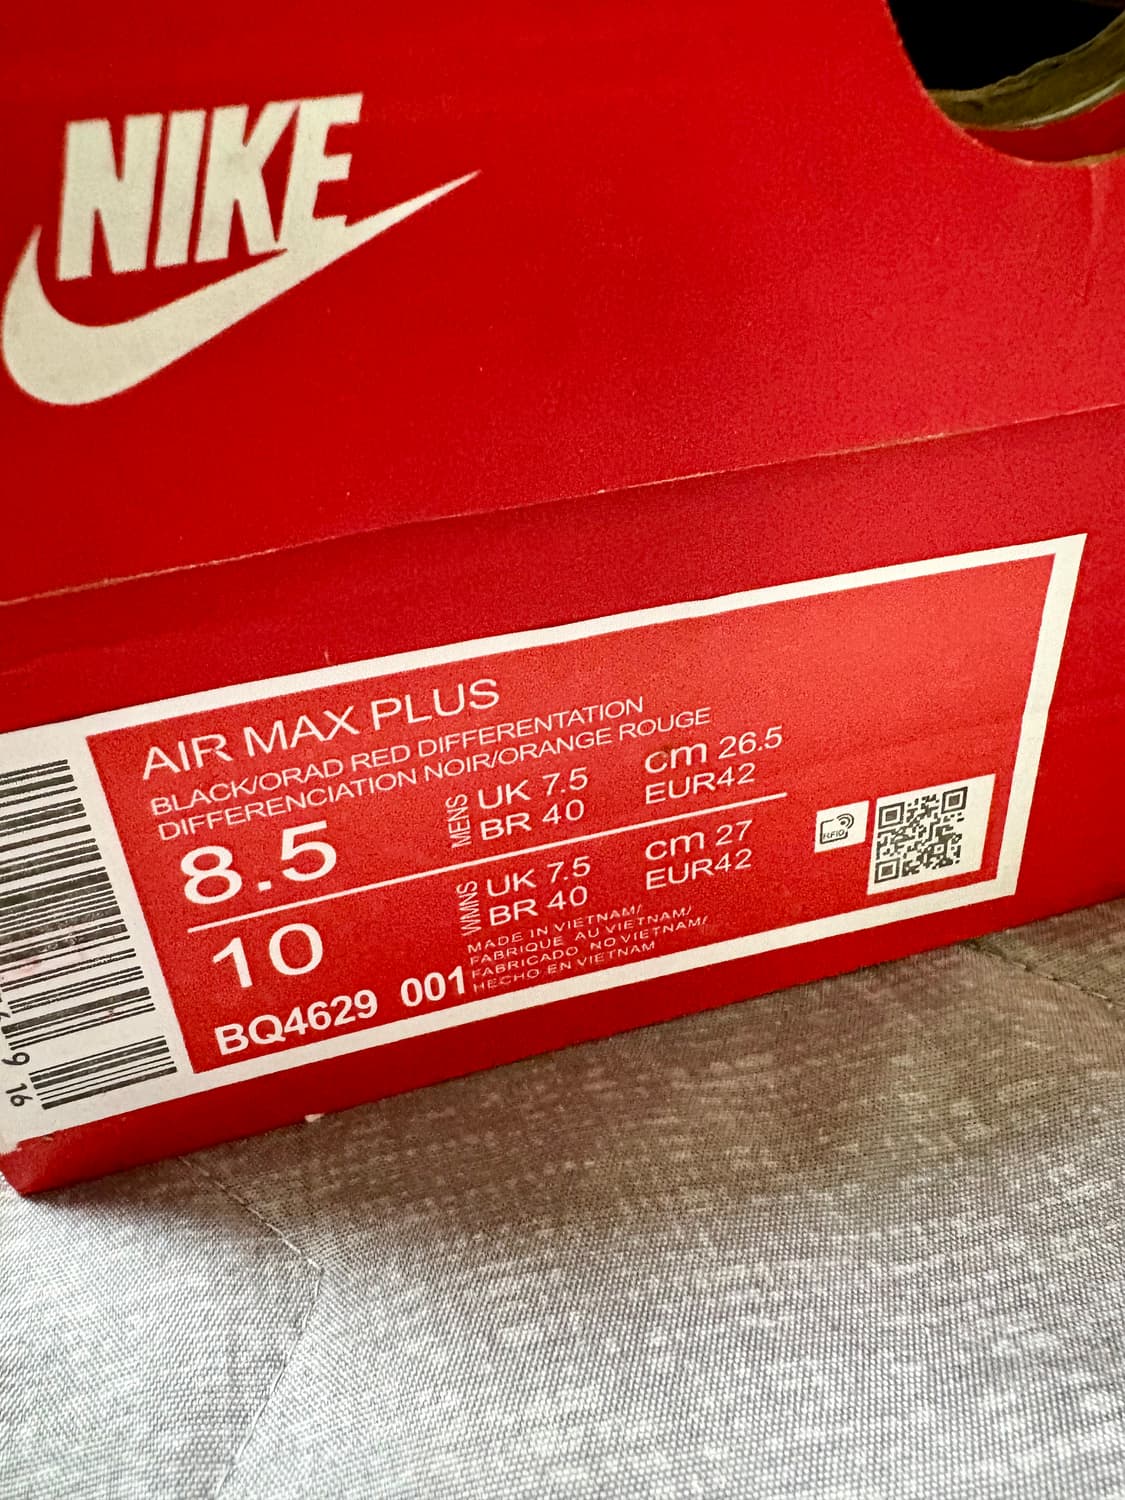 NIKE
AIR MAX PLUS
BLACK/ORAD RED DIFFERENTATION
DIFFERENCIATION NOIR/ORANGE ROUGE
8.5
MENS
UK 7.5
BR 40
cm 26.5
EUR42
10
WMNS
UK 7.5
BR 40
cm 27
EUR42
BQ4629 001
MADE IN VIETNAM/
FABRIQUE AU VIETNAM/
FABRICADO NO VIETNAM/
HECHO EN VIETNAM
RFID
9 16